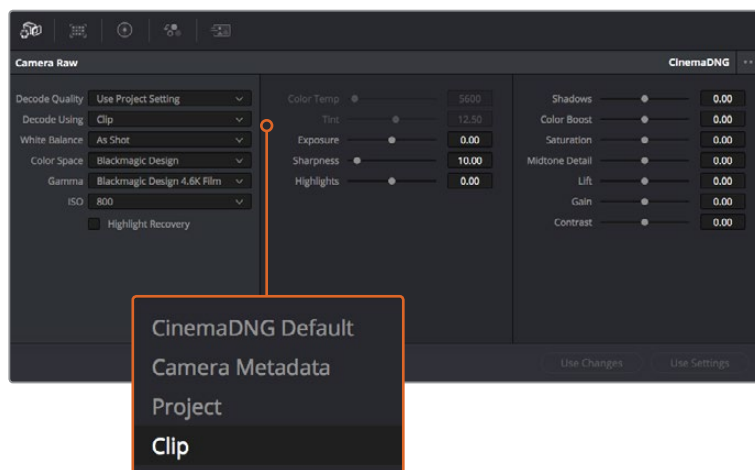 Camera Raw
CinemaDNG
Decode Quality Use Project Setting
Decode Using Clip
White Balance As Shot
Color Space Blackmagic Design
Gamma Blackmagic Design 4.6K Film
ISO 800
Highlight Recovery
Color Temp 5600
Tint 12.50
Exposure 0.00
Sharpness 10.00
Highlights 0.00
Shadows 0.00
Color Boost 0.00
Saturation 0.00
Midtone Detail 0.00
Lift 0.00
Gain 0.00
Contrast 0.00
Use Changes
Use Settings
CinemaDNG Default
Camera Metadata
Project
Clip